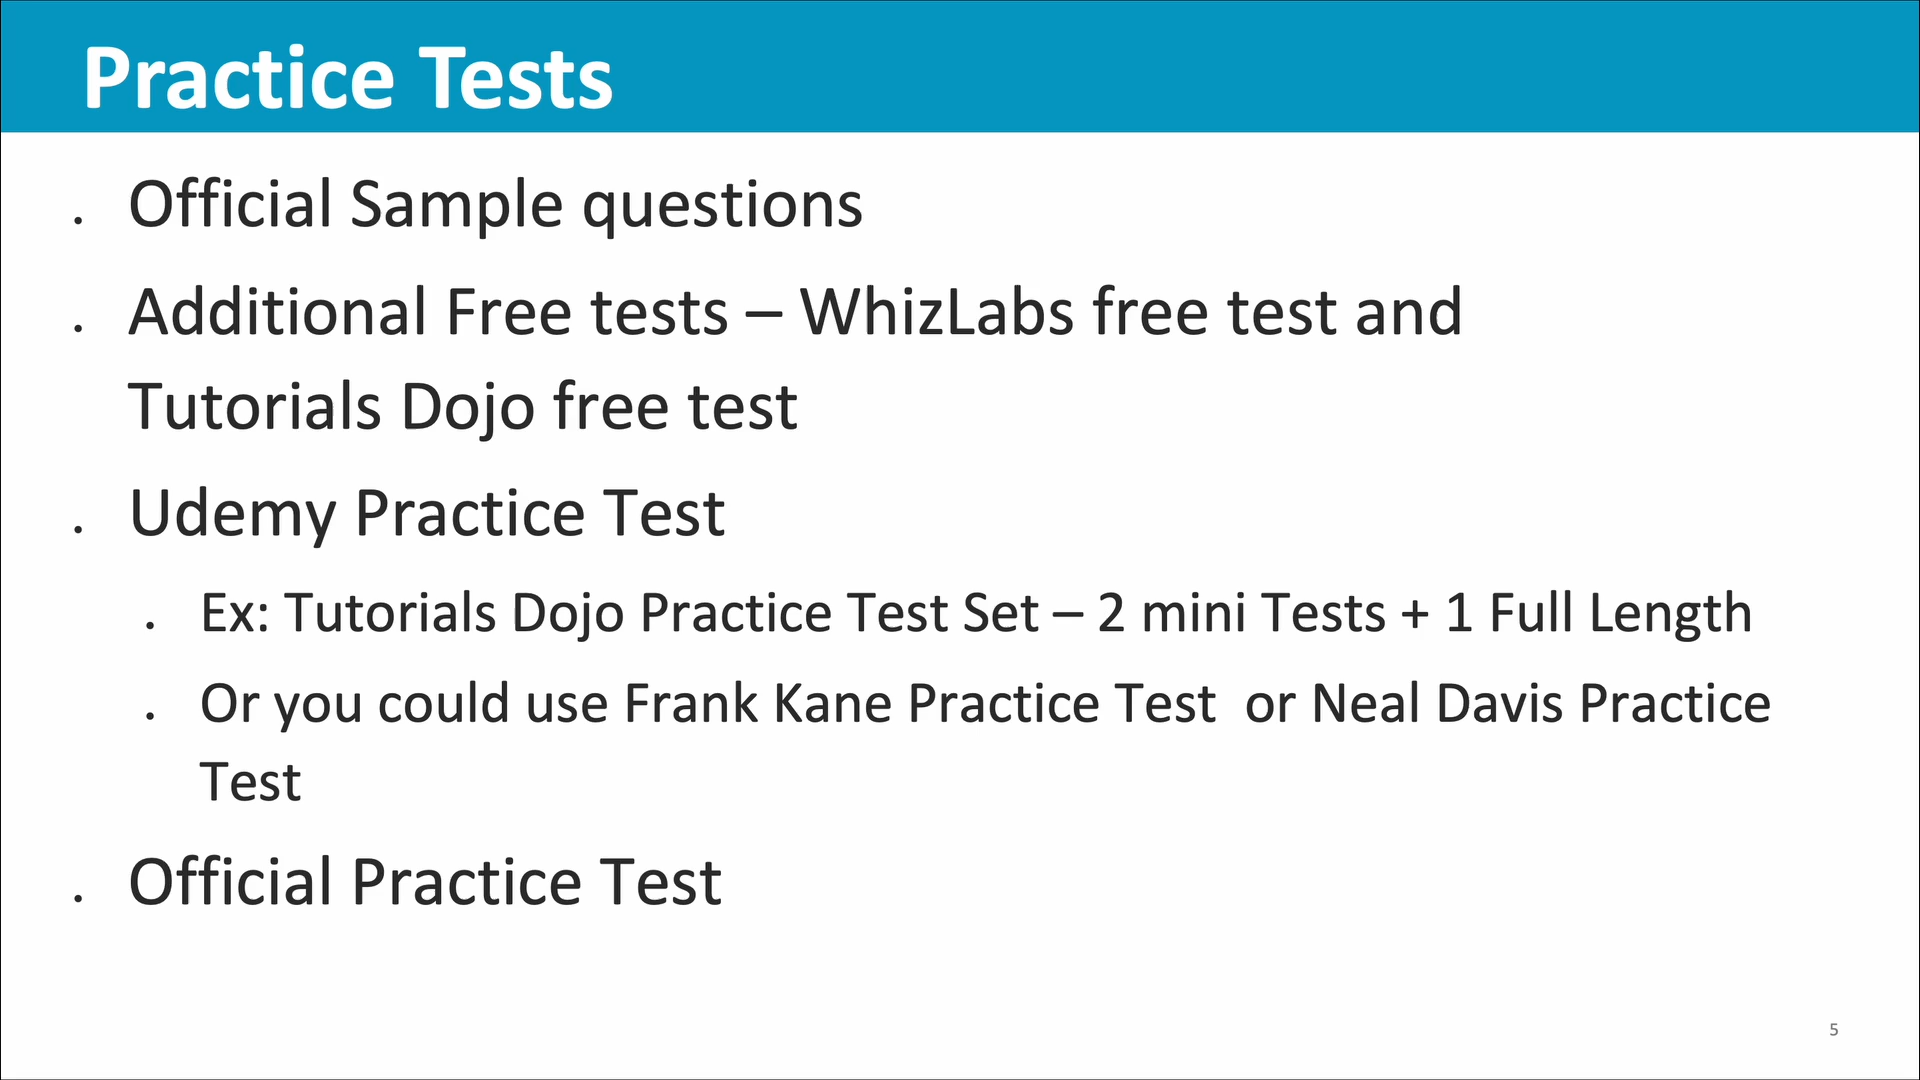 Practice Tests
. Official Sample questions
. Additional Free tests – WhizLabs free test and
Tutorials Dojo free test
. Udemy Practice Test
. Ex: Tutorials Dojo Practice Test Set – 2 mini Tests + 1 Full Length
. Or you could use Frank Kane Practice Test  or Neal Davis Practice
Test
. Official Practice Test
5